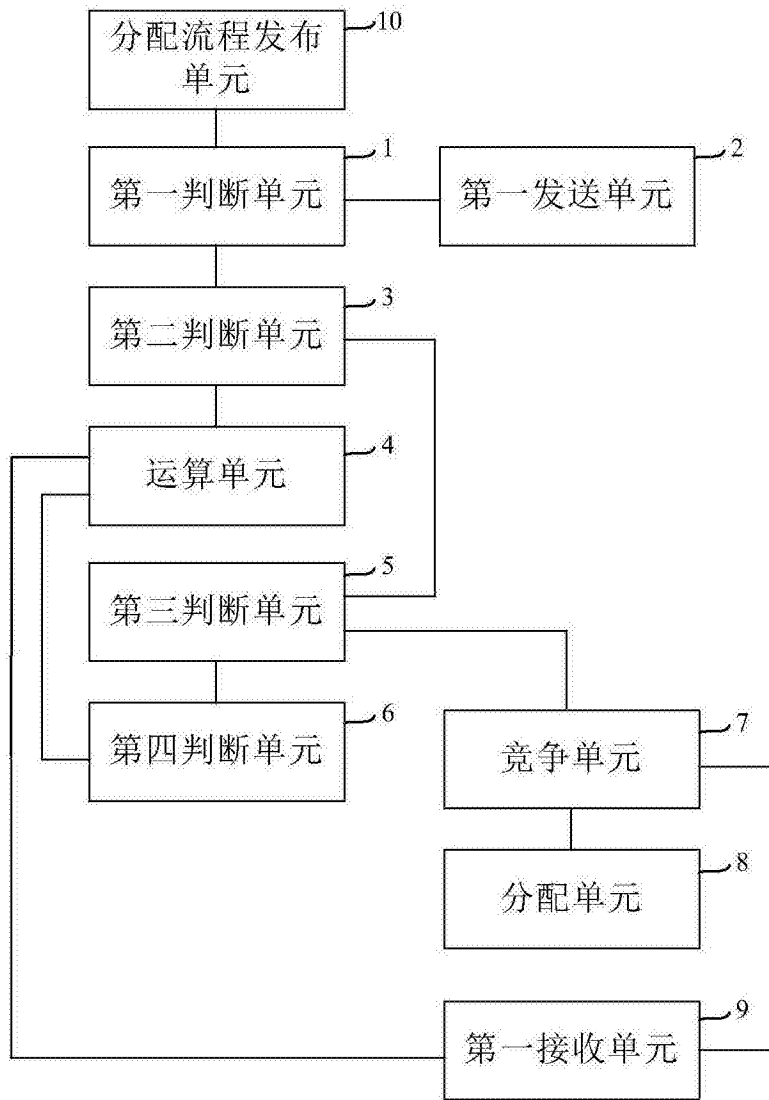 分配流程发布
单元
10
第一判断单元
1
第一发送单元
2
第二判断单元
3
运算单元
4
第三判断单元
5
第四判断单元
6
竞争单元
7
分配单元
8
第一接收单元
9